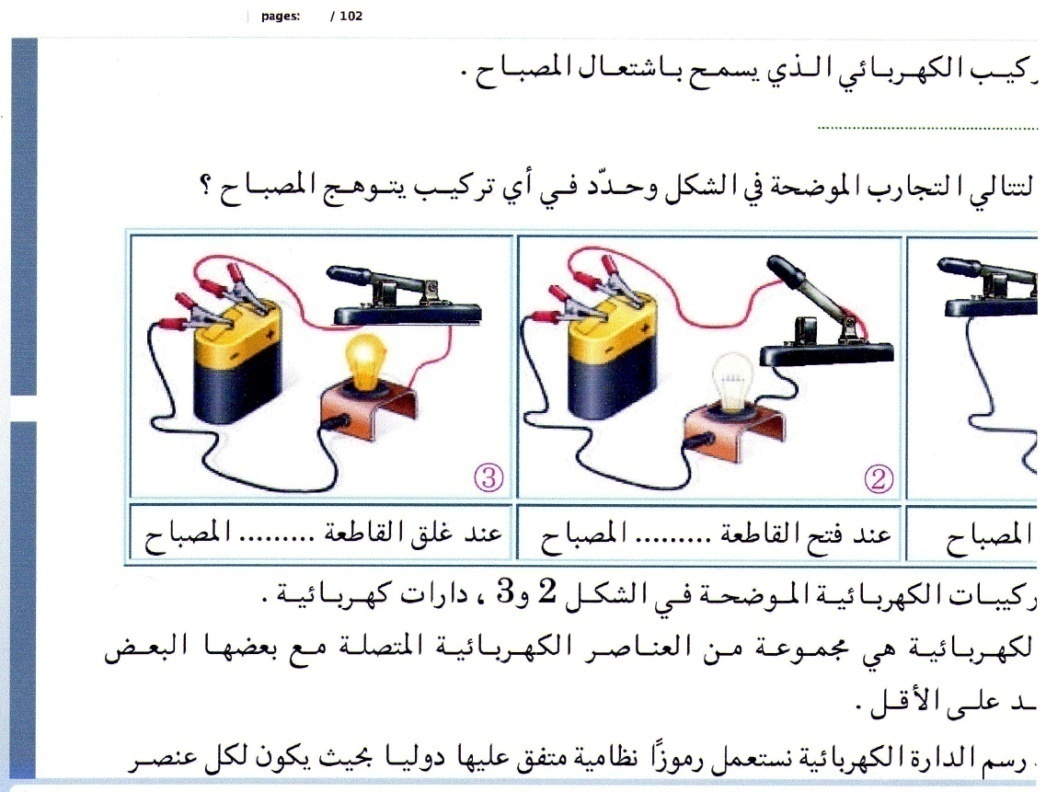 pages: / 102
ركيب الكهربائي الذي يسمح باشتعال المصباح .
لتتالي التجارب الموضحة في الشكل وحدّد في أي تركيب يتوهج المصباح ؟
+
-
+
-
②
③
المصباح
عند فتح القاطعة ......... المصباح
عند غلق القاطعة ......... المصباح
ركيبات الكهربائية الموضحة في الشكل 2 و3 ، دارات كهربائية .
لكهربائية هي مجموعة من العناصر الكهربائية المتصلة مع بعضها البعض
ـد على الأقل .
رسم الدارة الكهربائية نستعمل رموزًا نظامية متفق عليها دوليا بحيث يكون لكل عنصر